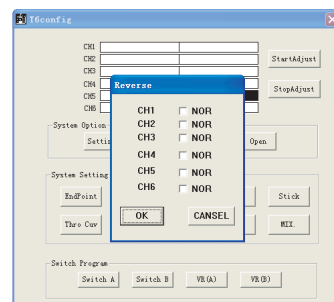 T6config
CH1
CH2
CH3
CH4
CH5
CH6
StartAdjust
StopAdjust
Reverse
CH1 NOR
CH2 NOR
CH3 NOR
CH4 NOR
CH5 NOR
CH6 NOR
OK CANSEL
System Option
Open
System Setting
EndPoint
Stick
Thro Cuv
MIX.
Switch Program
Switch A Switch B VR(A) VR(B)